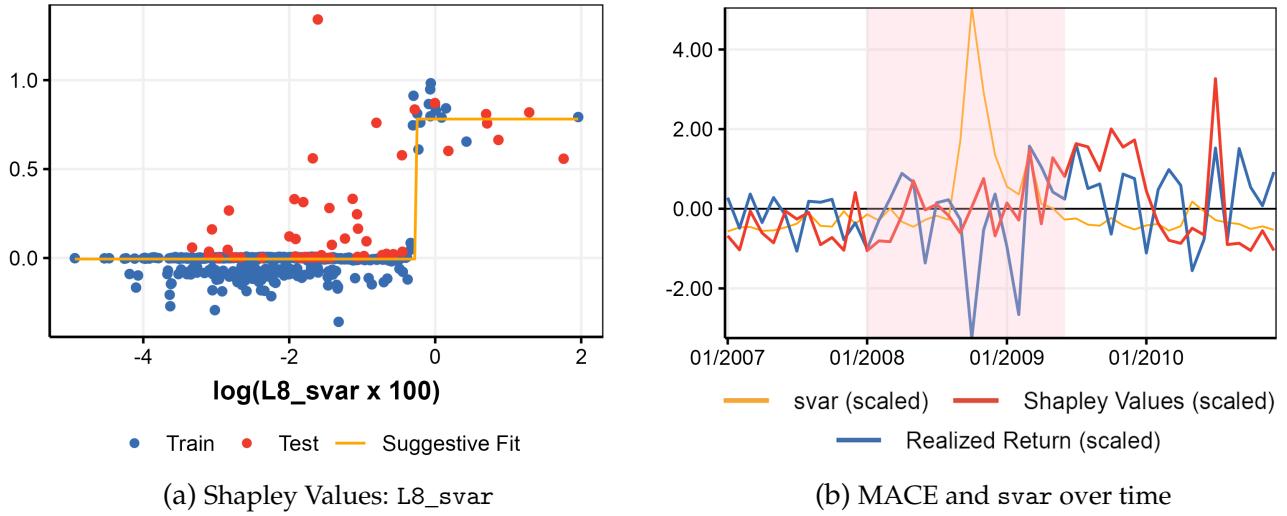 1.0
0.5
0.0
-4 -2 0 2
log(L8_svar x 100)
Train Test Suggestive Fit
(a) Shapley Values: L8_svar
4.00
2.00
0.00
-2.00
01/2007 01/2008 01/2009 01/2010
svar (scaled) Shapley Values (scaled)
Realized Return (scaled)
(b) MACE and svar over time